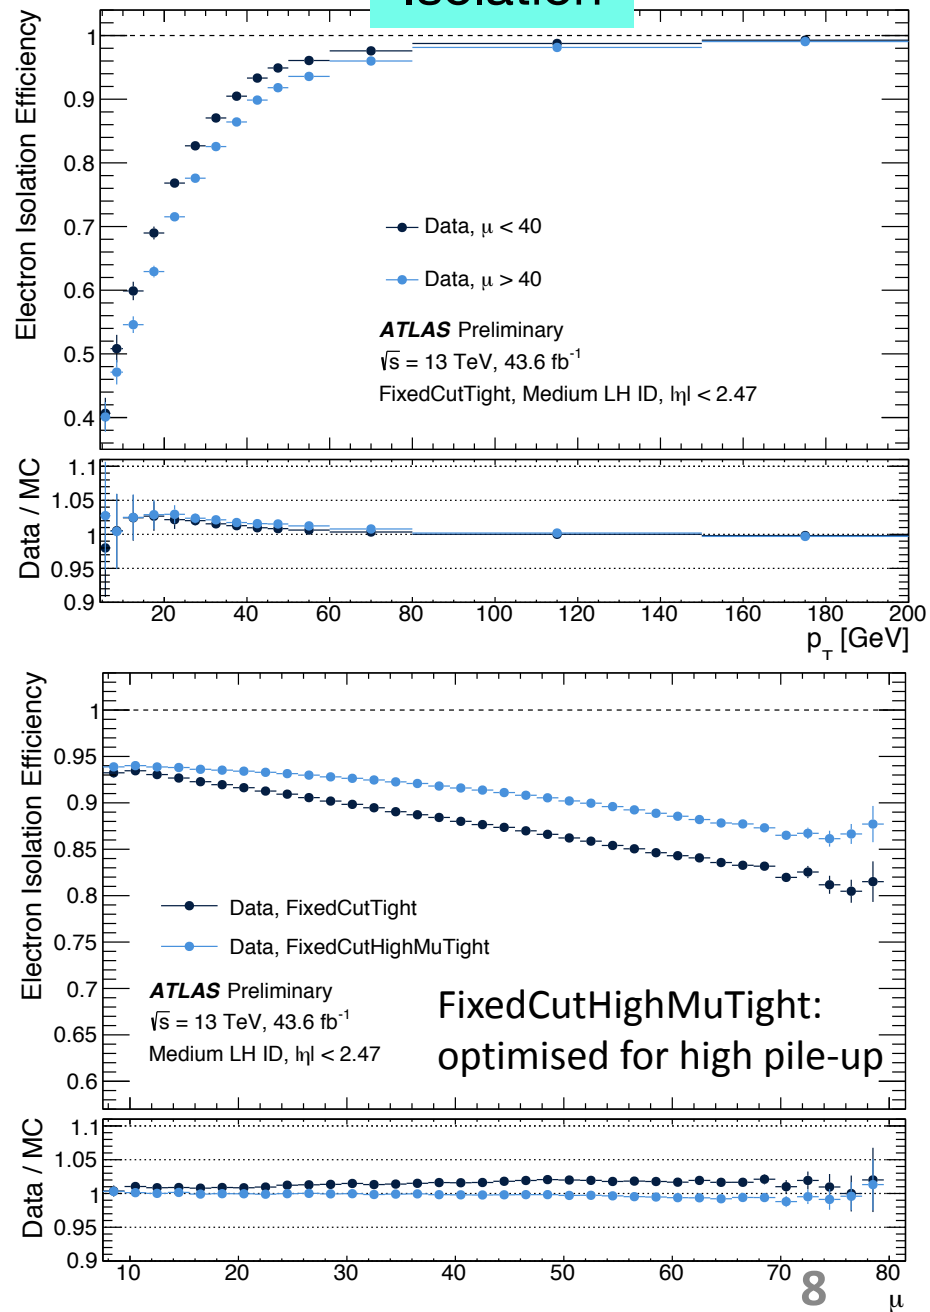 Isolation
Electron Isolation Efficiency
1
0.9
0.8
0.7
0.6
0.5
0.4
Data, μ < 40
Data, μ > 40
ATLAS Preliminary
√s = 13 TeV, 43.6 fb⁻¹
FixedCutTight, Medium LH ID, |η| < 2.47
Data / MC
1.1
1.05
1
0.95
0.9
20 40 60 80 100 120 140 160 180 200
p_T [GeV]
Electron Isolation Efficiency
1
0.95
0.9
0.85
0.8
0.75
0.7
0.65
0.6
Data, FixedCutTight
Data, FixedCutHighMuTight
ATLAS Preliminary
√s = 13 TeV, 43.6 fb⁻¹
Medium LH ID, |η| < 2.47
FixedCutHighMuTight:
optimised for high pile-up
Data / MC
1.1
1.05
1
0.95
0.9
10 20 30 40 50 60 70 80
μ
8